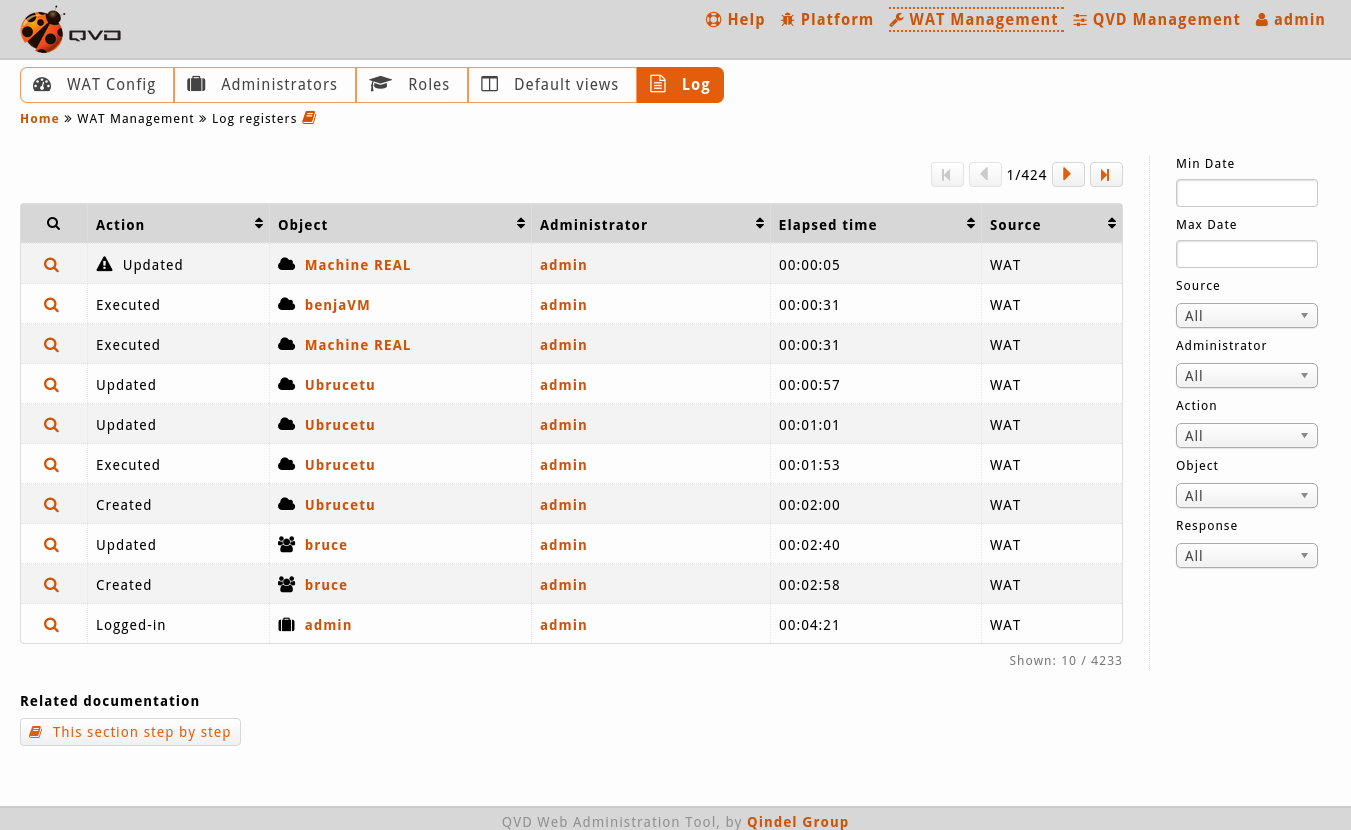 QVD
Help Platform WAT Management QVD Management admin
WAT Config Administrators Roles Default views Log
Home » WAT Management » Log registers
1/424
Action Object Administrator Elapsed time Source
Updated Machine REAL admin 00:00:05 WAT
Executed benjaVM admin 00:00:31 WAT
Executed Machine REAL admin 00:00:31 WAT
Updated Ubrucetu admin 00:00:57 WAT
Updated Ubrucetu admin 00:01:01 WAT
Executed Ubrucetu admin 00:01:53 WAT
Created Ubrucetu admin 00:02:00 WAT
Updated bruce admin 00:02:40 WAT
Created bruce admin 00:02:58 WAT
Logged-in admin admin 00:04:21 WAT
Shown: 10 / 4233
Min Date
Max Date
Source
All
Administrator
All
Action
All
Object
All
Response
All
Related documentation
This section step by step
QVD Web Administration Tool, by Qindel Group